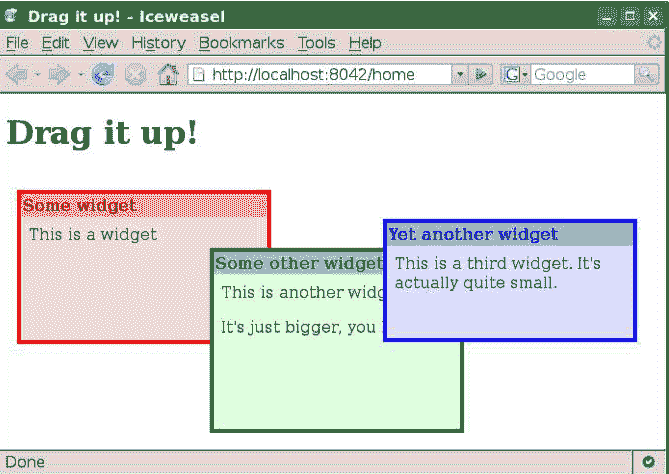 Drag it up! - Iceweasel
File Edit View History Bookmarks Tools Help
http://localhost:8042/home G Google
Drag it up!
Some widget
This is a widget
Yet another widget
This is a third widget. It's
actually quite small.
Some other widget
This is another widg
It's just bigger, you
Done